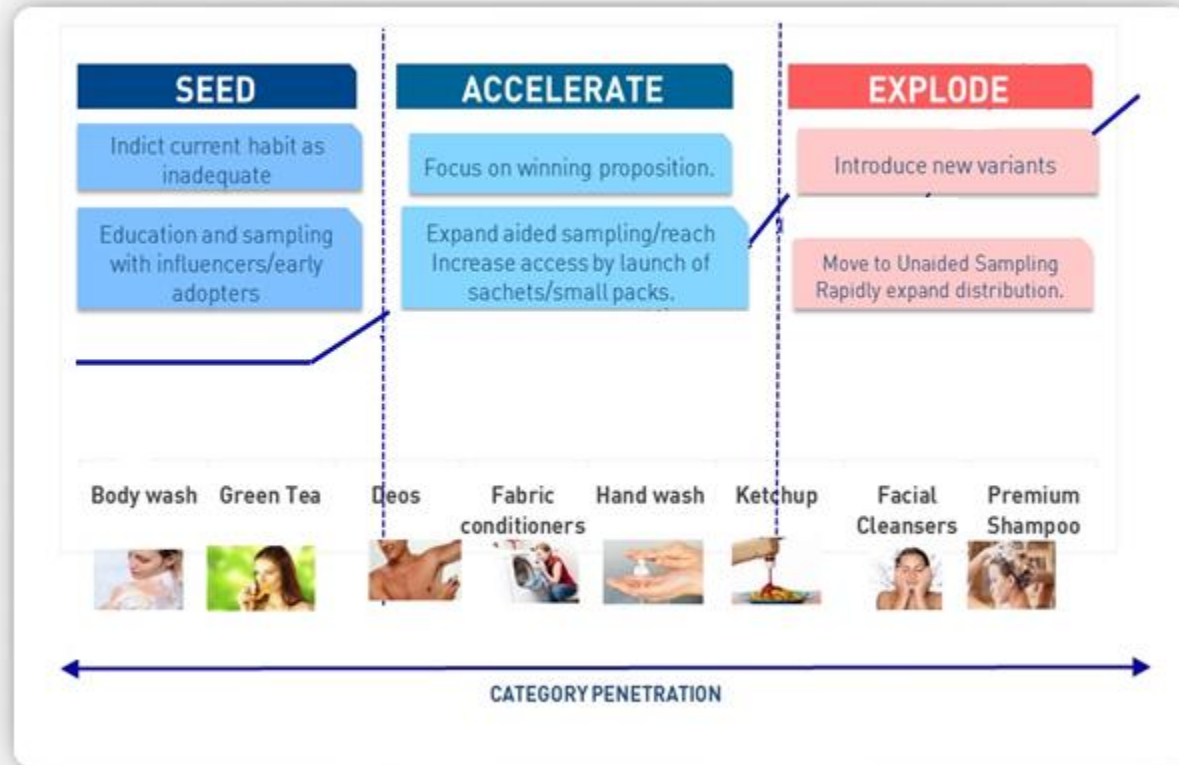 SEED
Indict current habit as
inadequate
Education and sampling
with influencers/early
adopters
ACCELERATE
Focus on winning proposition.
Expand aided sampling/reach
Increase access by launch of
sachets/small packs.
EXPLODE
Introduce new variants
Move to Unaided Sampling
Rapidly expand distribution.
Body wash
Green Tea
Deos
Fabric
conditioners
Hand wash
Ketchup
Facial
Cleansers
Premium
Shampoo
CATEGORY PENETRATION